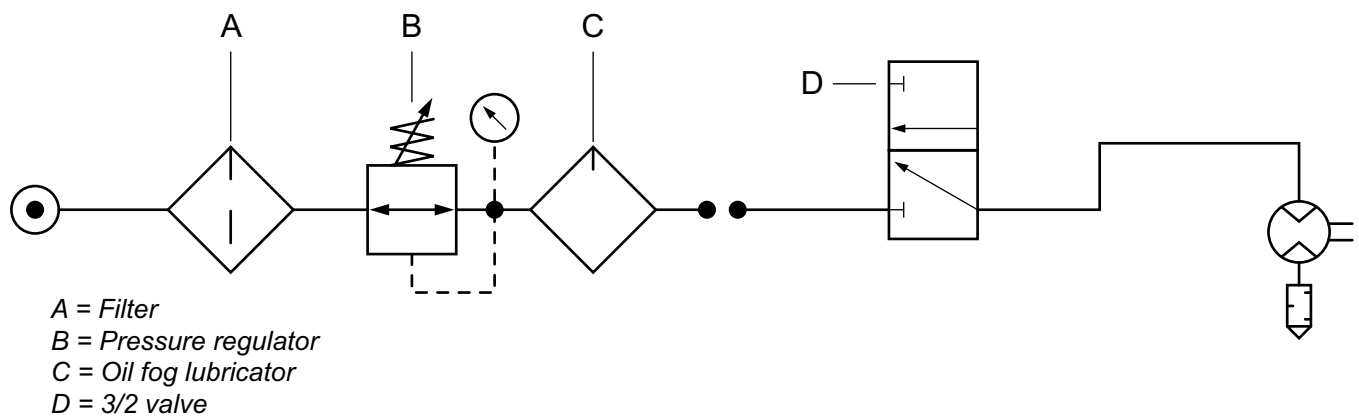 A
B
C
D
A = Filter
B = Pressure regulator
C = Oil fog lubricator
D = 3/2 valve